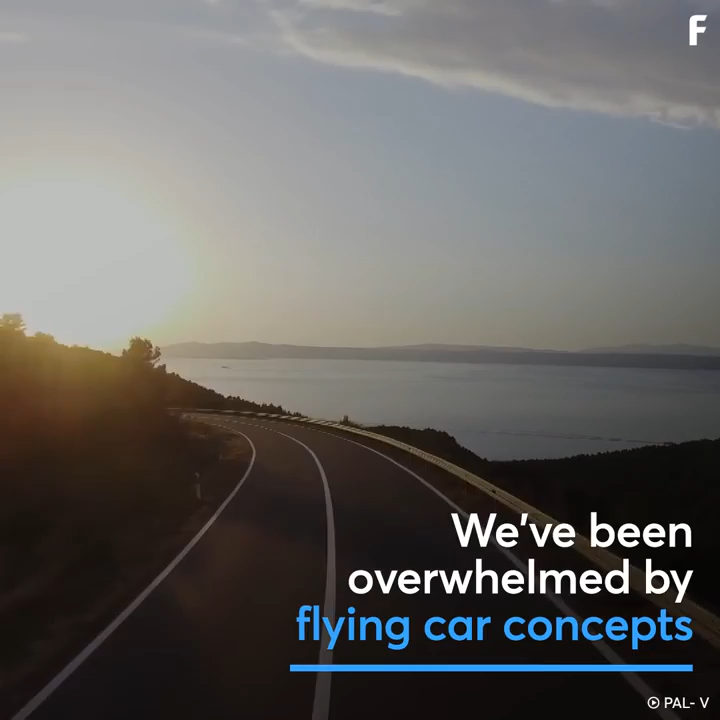 F
We've been
overwhelmed by
flying car concepts
PAL- V